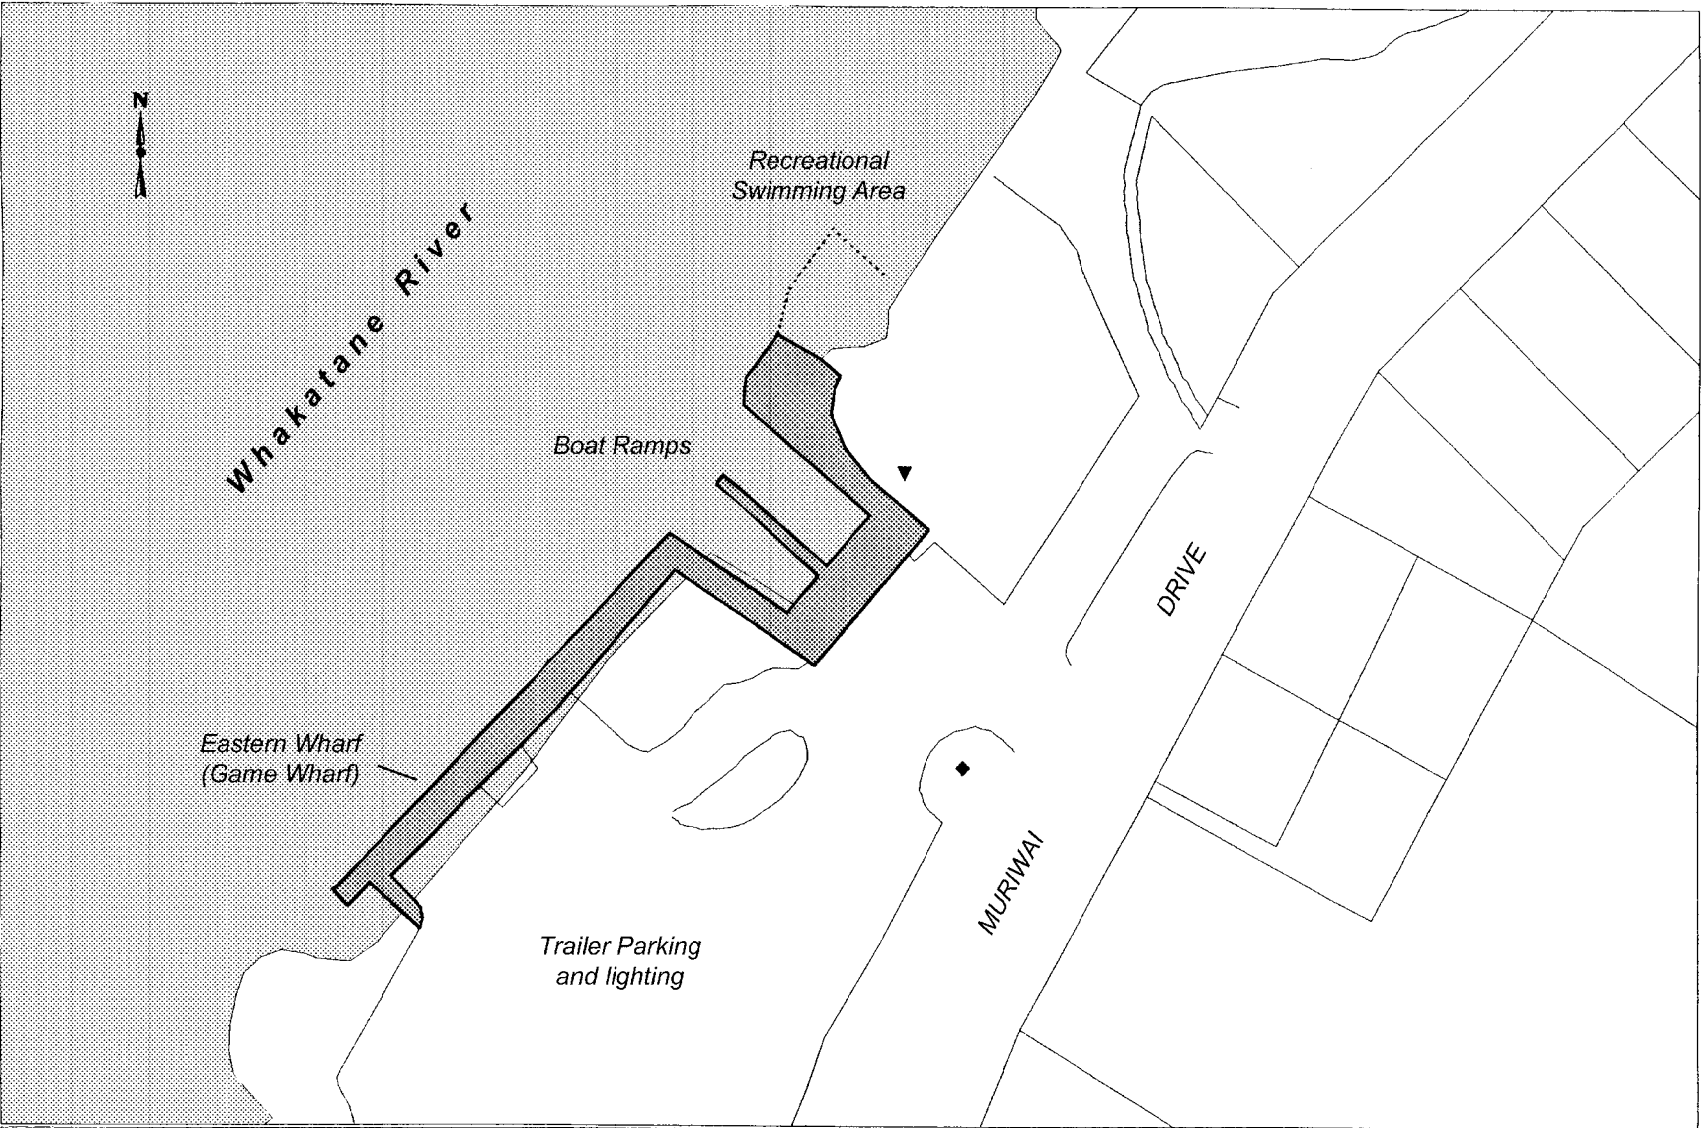 N
Recreational
Swimming Area
Whakatane River
Boat Ramps
DRIVE
Eastern Wharf
(Game Wharf)
MURIWAI
Trailer Parking
and lighting